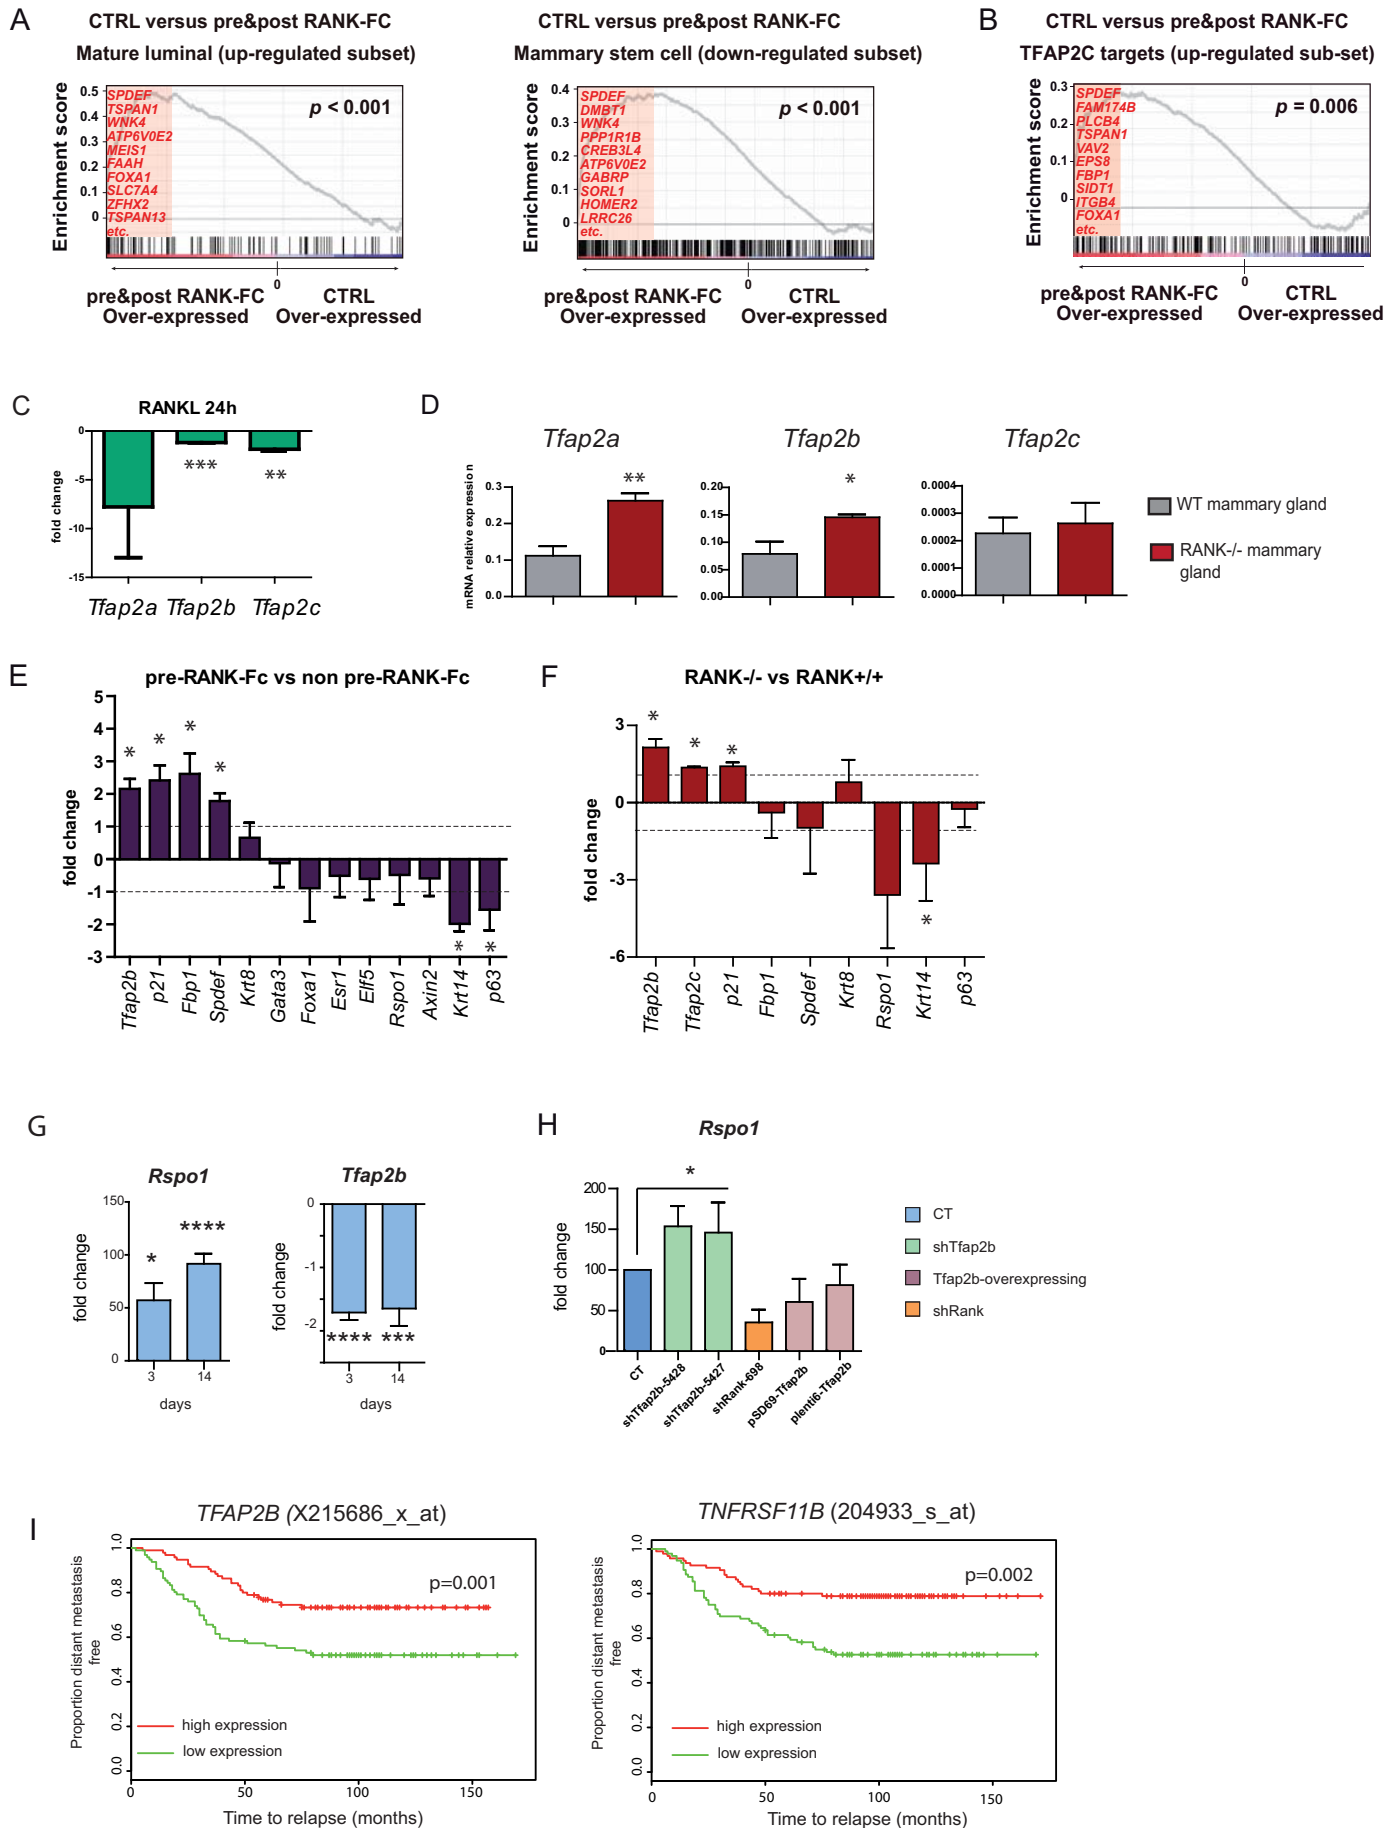 A
CTRL versus pre&post RANK-FC
Mature luminal (up-regulated subset)
Enrichment score
0.5
0.4
0.3
0.2
0.1
0
SPDEF
TSPAN1
WNK4
ATP6V0E2
MEIS1
FAAH
FOXA1
SLC7A4
ZFHX2
TSPAN13
etc.
p < 0.001
0
pre&post RANK-FC
Over-expressed
CTRL
Over-expressed
CTRL versus pre&post RANK-FC
Mammary stem cell (down-regulated subset)
Enrichment score
0.4
0.3
0.2
0.1
0
SPDEF
DMBT1
WNK4
PPP1R1B
CREB3L4
ATP6V0E2
GABRP
SORL1
HOMER2
LRRC26
etc.
p < 0.001
0
pre&post RANK-FC
Over-expressed
CTRL
Over-expressed
B
CTRL versus pre&post RANK-FC
TFAP2C targets (up-regulated sub-set)
Enrichment score
0.3
0.2
0.1
0
SPDEF
FAM174B
PLCB4
TSPAN1
VAV2
EPS8
FBP1
SIDT1
ITGB4
FOXA1
etc.
p = 0.006
0
pre&post RANK-FC
Over-expressed
CTRL
Over-expressed
C
RANKL 24h
fold change
0
-5
-10
-15
***
**
Tfap2a Tfap2b Tfap2c
D
mRNA relative expression
Tfap2a
0.3
0.2
0.1
0.0
**
Tfap2b
0.20
0.15
0.10
0.05
0.00
*
Tfap2c
0.0004
0.0003
0.0002
0.0001
0.0000
WT mammary gland
RANK-/- mammary
gland
E
pre-RANK-Fc vs non pre-RANK-Fc
fold change
5
4
3
2
1
0
-1
-2
-3
* * * *
* *
Tfap2b
p21
Fbp1
Spdef
Krt8
Gata3
Foxa1
Esr1
Elf5
Rspo1
Axin2
Krt14
p63
F
RANK-/- vs RANK+/+
fold change
3
0
-3
-6
* * *
*
Tfap2b
Tfap2c
p21
Fbp1
Spdef
Krt8
Rspo1
Krt14
p63
G
Rspo1
fold change
150
100
50
0
*
****
3 14
days
Tfap2b
fold change
0
-1
-2
**** ***
3 14
days
H
Rspo1
fold change
200
150
100
50
0
*
CT
shTfap2b-5428
shTfap2b-5427
shRank-698
pSD69-Tfap2b
plenti6-Tfap2b
CT
shTfap2b
Tfap2b-overexpressing
shRank
I
TFAP2B (X215686_x_at)
Proportion distant metastasis
free
1.0
0.8
0.6
0.4
0.2
0.0
p=0.001
high expression
low expression
0 50 100 150
Time to relapse (months)
TNFRSF11B (204933_s_at)
Proportion distant metastasis
free
1.0
0.8
0.6
0.4
0.2
0.0
p=0.002
high expression
low expression
0 50 100 150
Time to relapse (months)